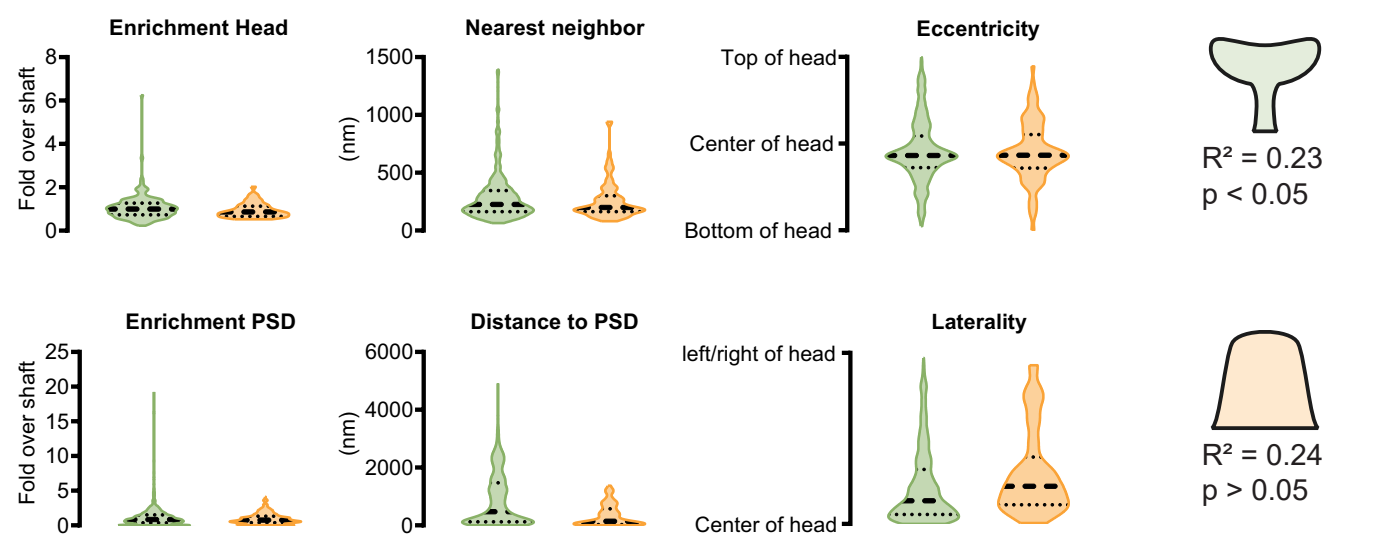 Enrichment Head
Fold over shaft
8
6
4
2
0
Nearest neighbor
(nm)
1500
1000
500
0
Eccentricity
Top of head
Center of head
Bottom of head
R² = 0.23
p < 0.05
Enrichment PSD
Fold over shaft
25
20
15
10
5
0
Distance to PSD
(nm)
6000
4000
2000
0
Laterality
left/right of head
Center of head
R² = 0.24
p > 0.05